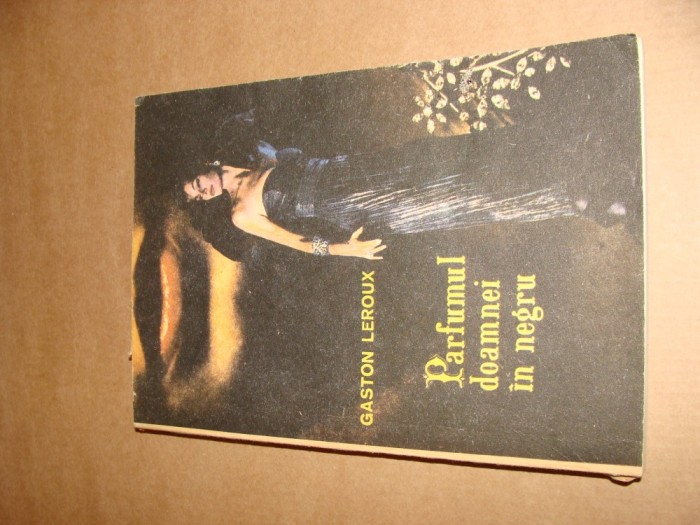 GASTON LEROUX
Parfumul
doamnei
în negru